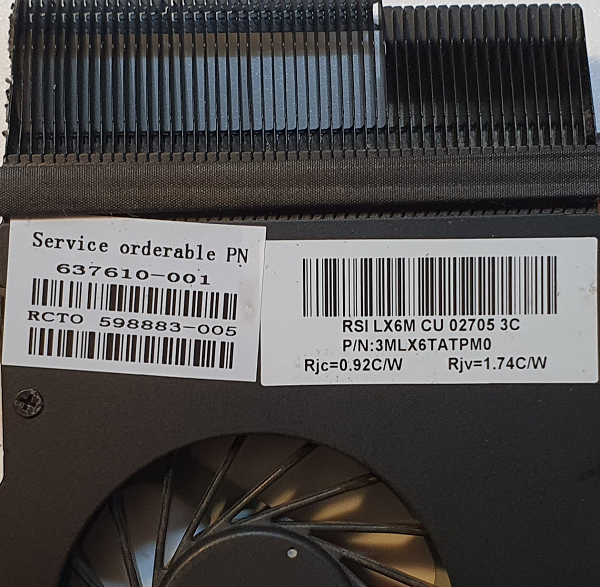 Service orderable PN
637610-001
RCTO 598883-005
RSI LX6M CU 02705 3C
P/N:3MLX6TATPM0
Rjc=0.92C/W Rjv=1.74C/W